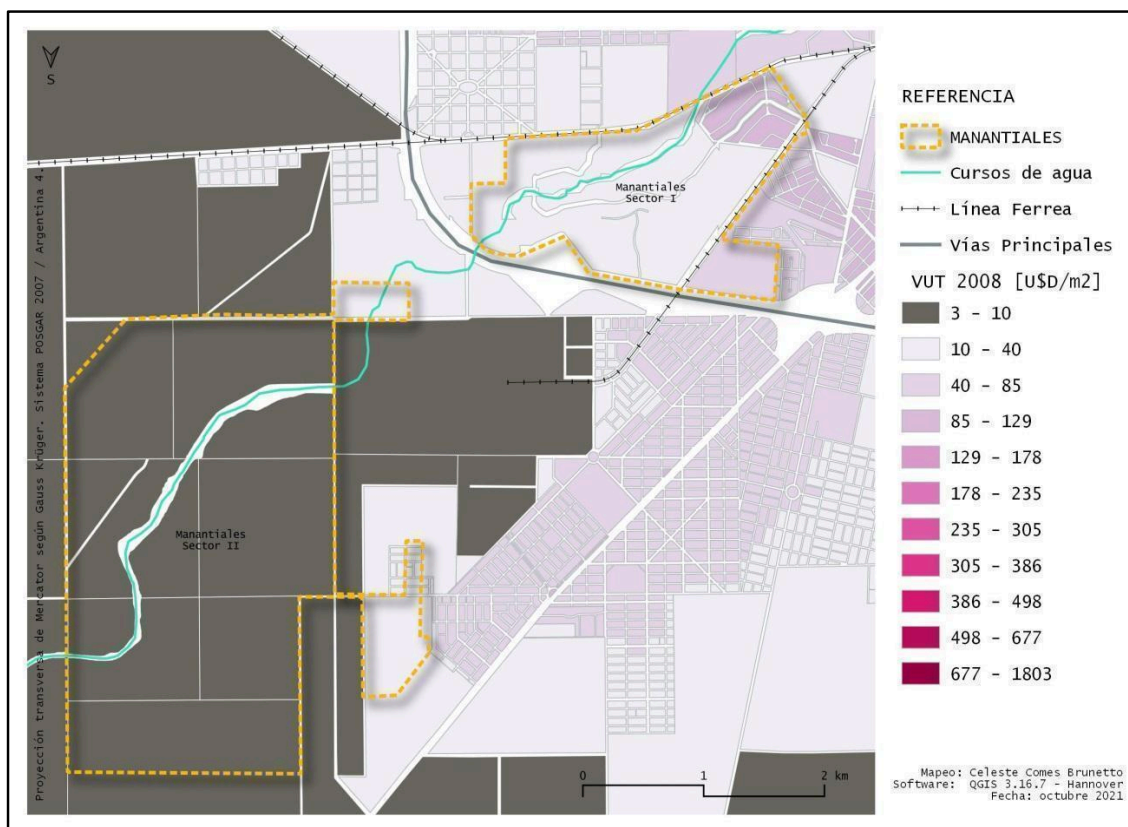 S
Proyección transversa de Mercator según Gauss Krüger. Sistema POSGAR 2007 / Argentina 4.
Manantiales
Sector I
Manantiales
Sector II
0 1 2 km
REFERENCIA
MANANTIALES
Cursos de agua
Línea Ferrea
Vías Principales
VUT 2008 [U$D/m2]
3 - 10
10 - 40
40 - 85
85 - 129
129 - 178
178 - 235
235 - 305
305 - 386
386 - 498
498 - 677
677 - 1803
Mapeo: Celeste Comes Brunetto
Software: QGIS 3.16.7 - Hannover
Fecha: octubre 2021